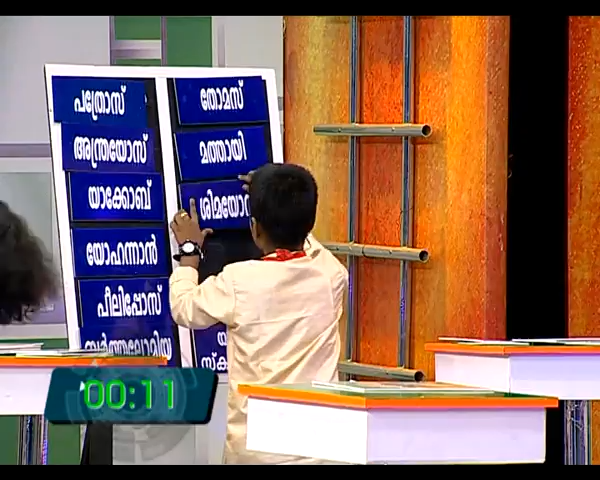 പത്രോസ്
അന്ത്രയോസ്
യാക്കോബ്
യോഹന്നാൻ
പീലിപ്പോസ്
തോമസ്
മത്തായി
00:11